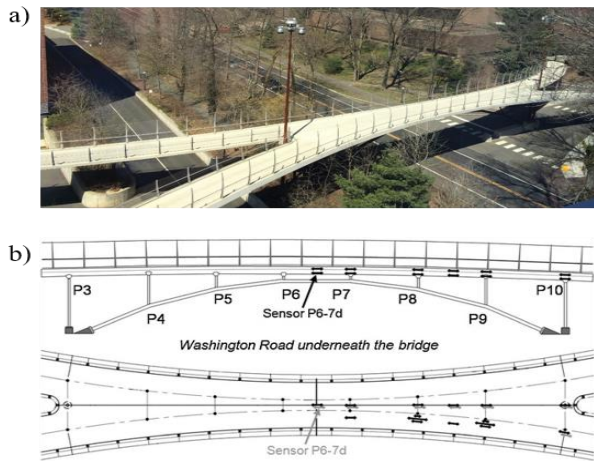 a)
b)
P3
P4
P5
P6
P7
P8
P9
P10
Sensor P6-7d
Washington Road underneath the bridge
Sensor P6-7d